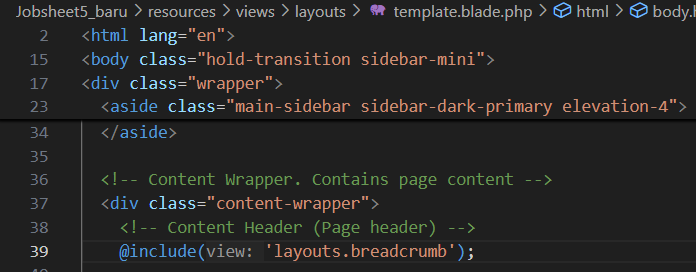 Jobsheet5_baru > resources > views > layouts > template.blade.php > html > body.h
2 <html lang="en">
15 <body class="hold-transition sidebar-mini">
17 <div class="wrapper">
23 <aside class="main-sidebar sidebar-dark-primary elevation-4">
34 </aside>
35
36 <!-- Content Wrapper. Contains page content -->
37 <div class="content-wrapper">
38 <!-- Content Header (Page header) -->
39 @include(view: 'layouts.breadcrumb');